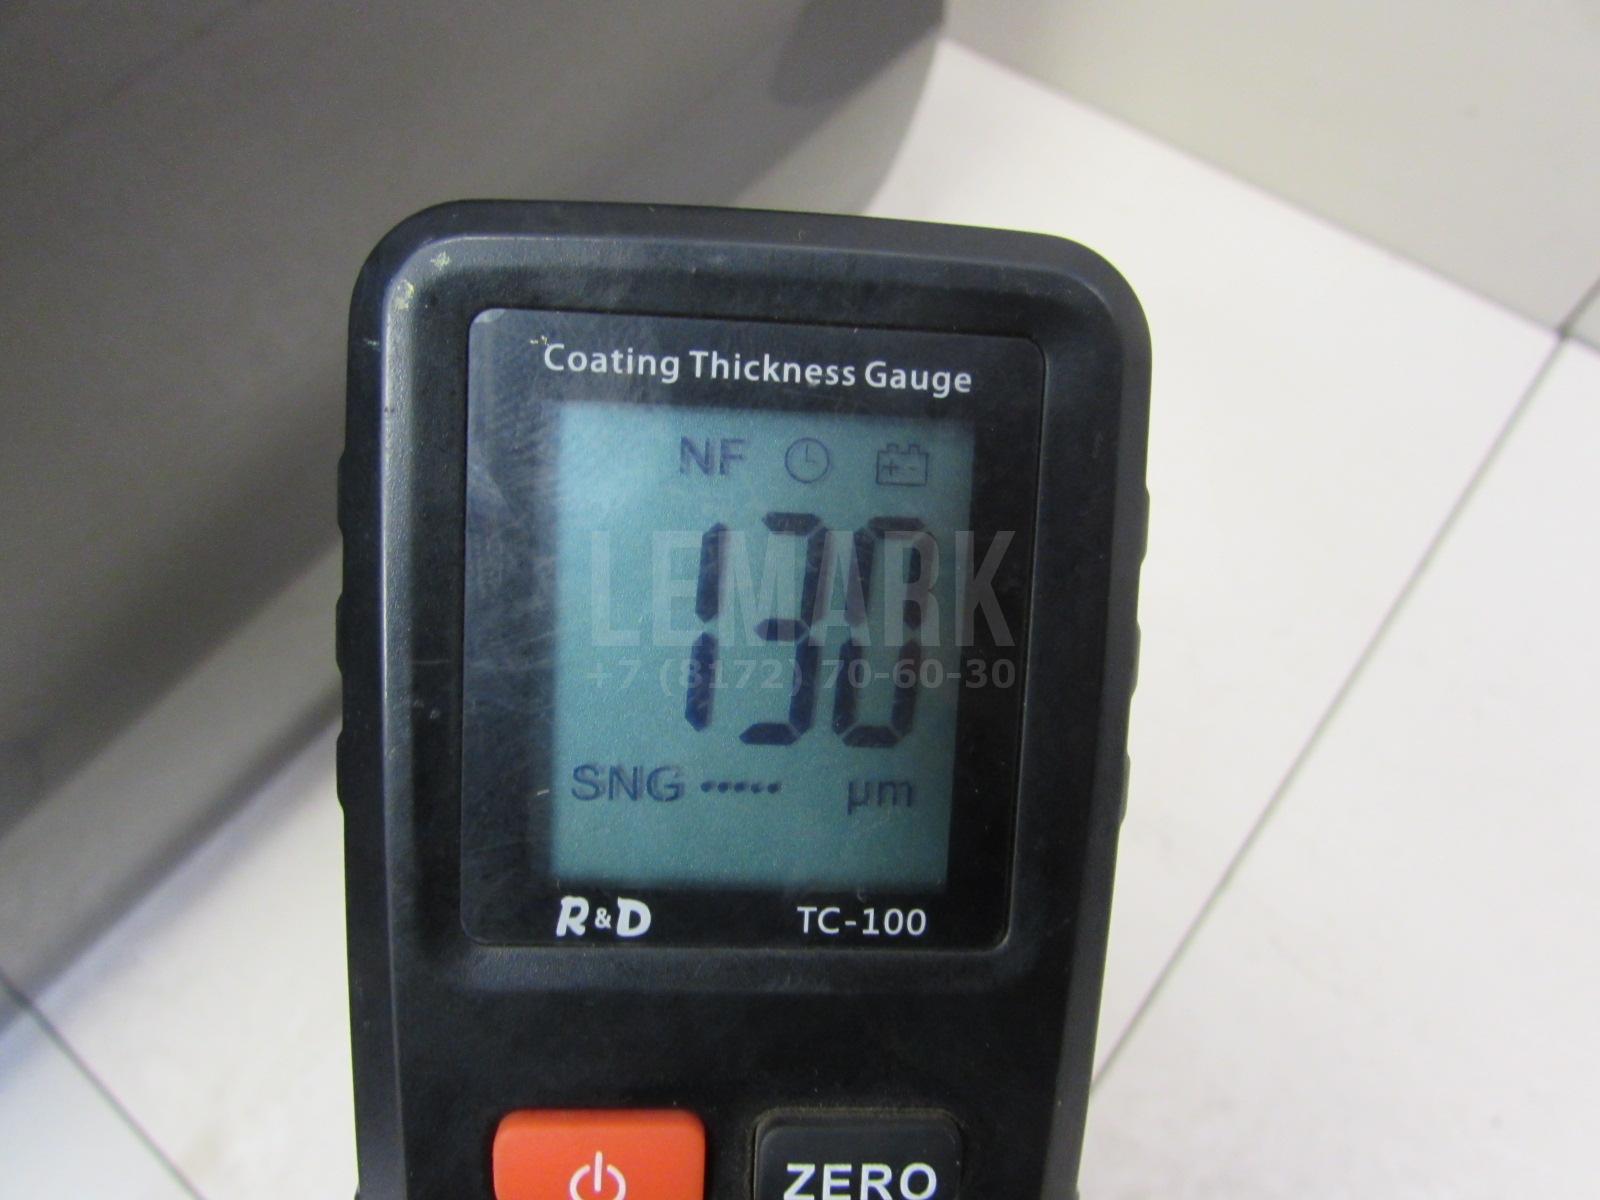 Coating Thickness Gauge
NF
130
LEMARK
+7 (8172) 70-60-30
SNG ----- µm
R&D TC-100
ZERO